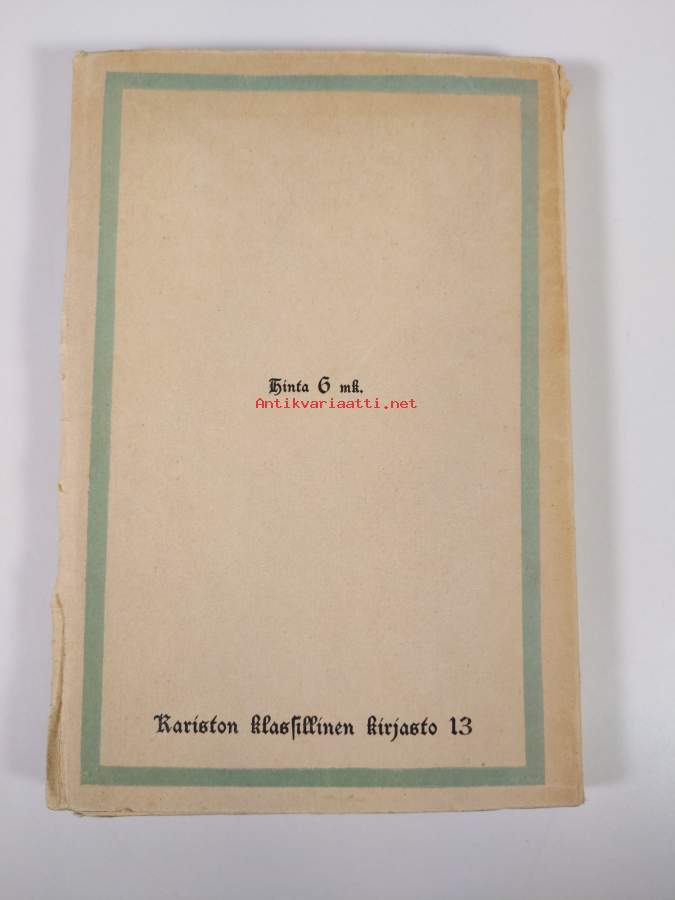 Hinta 6 mk.
Antikvariaatti.net
Kariston klassillinen kirjasto 13